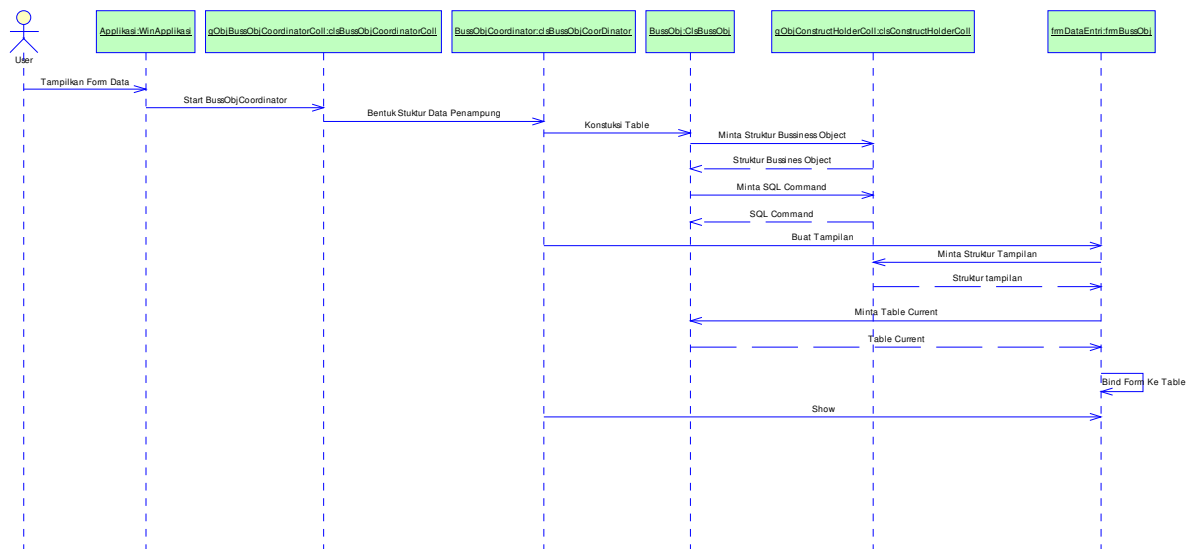 Applikasi:WinApplikasi
gObjBussObjCoordinatorColl:clsBussObjCoordinatorColl
BussObjCoordinator:clsBussObjCoorDinator
BussObj:ClsBussObj
gObjConstructHolderColl:clsConstructHolderColl
frmDataEntri:frmBussObj
User
Tampilkan Form Data
Start BussObjCoordinator
Bentuk Stuktur Data Penampung
Konstuksi Table
Minta Struktur Bussiness Object
Struktur Bussines Object
Minta SQL Command
SQL Command
Buat Tampilan
Minta Struktur Tampilan
Struktur tampilan
Minta Table Current
Table Current
Bind Form Ke Table
Show